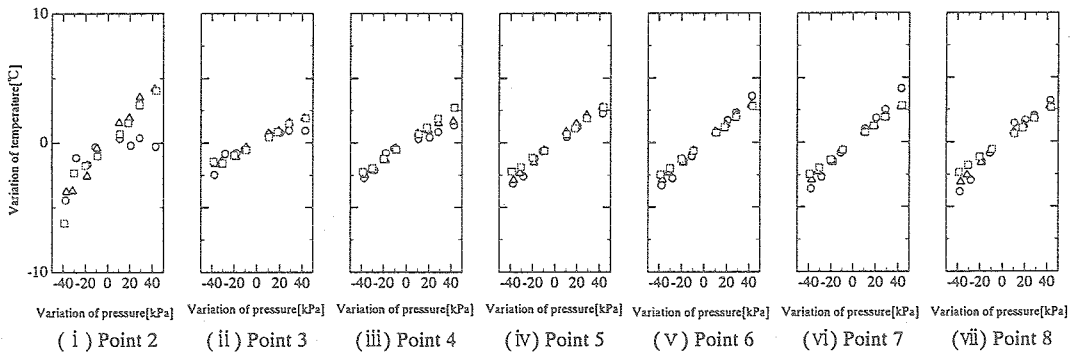 10
0
-10
Variation of temperature[℃]
-40 -20 0 20 40
-40 -20 0 20 40
-40 -20 0 20 40
-40 -20 0 20 40
-40 -20 0 20 40
-40 -20 0 20 40
-40 -20 0 20 40
Variation of pressure[kPa]
Variation of pressure[kPa]
Variation of pressure[kPa]
Variation of pressure[kPa]
Variation of pressure[kPa]
Variation of pressure[kPa]
Variation of pressure[kPa]
(ⅰ) Point 2
(ⅱ) Point 3
(ⅲ) Point 4
(ⅳ) Point 5
(ⅴ) Point 6
(ⅵ) Point 7
(ⅶ) Point 8